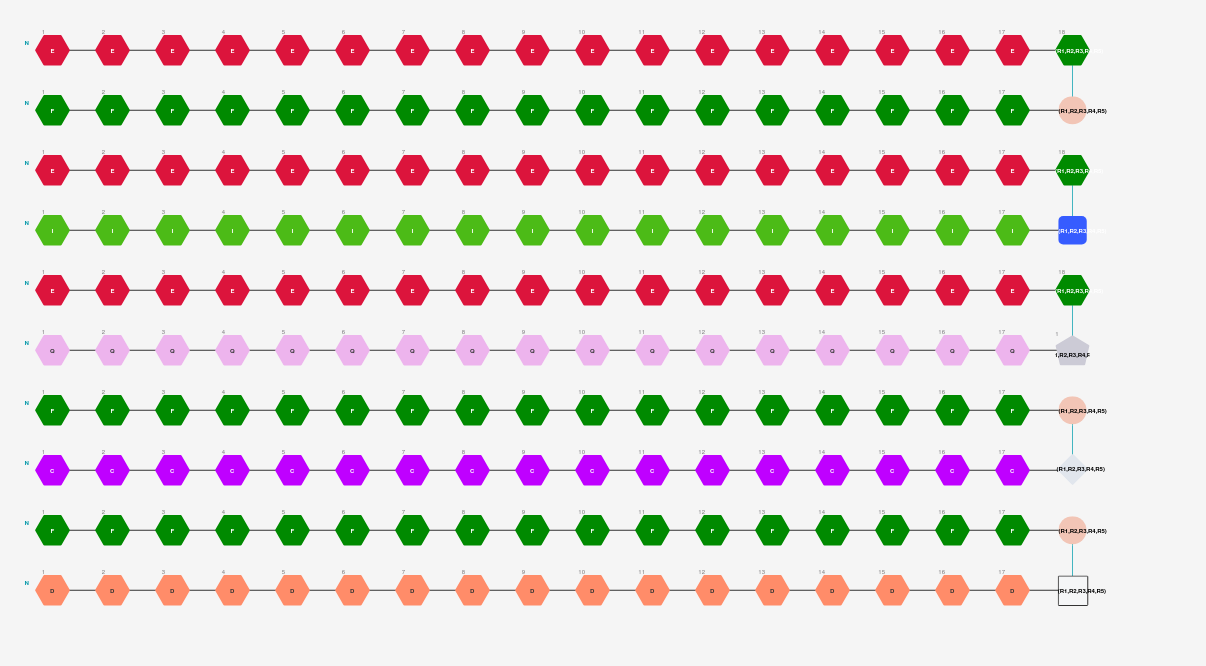 1 2 3 4 5 6 7 8 9 10 11 12 13 14 15 16 17 18
N E E E E E E E E E E E E E E E E E (R1,R2,R3,R
1 2 3 4 5 6 7 8 9 10 11 12 13 14 15 16 17
N F F F F F F F F F F F F F F F F F (R1,R2,R3,R4,R5)
1 2 3 4 5 6 7 8 9 10 11 12 13 14 15 16 17 18
N E E E E E E E E E E E E E E E E E (R1,R2,R3,R
1 2 3 4 5 6 7 8 9 10 11 12 13 14 15 16 17
N I I I I I I I I I I I I I I I I I (R1,R2,R3
1 2 3 4 5 6 7 8 9 10 11 12 13 14 15 16 17 18
N E E E E E E E E E E E E E E E E E (R1,R2,R3,R
1 2 3 4 5 6 7 8 9 10 11 12 13 14 15 16 17 1
N Q Q Q Q Q Q Q Q Q Q Q Q Q Q Q Q Q 1,R2,R3,R4,R
1 2 3 4 5 6 7 8 9 10 11 12 13 14 15 16 17
N F F F F F F F F F F F F F F F F F (R1,R2,R3,R4,R5)
1 2 3 4 5 6 7 8 9 10 11 12 13 14 15 16 17
N C C C C C C C C C C C C C C C C C (R1,R2,R3,R4,R5)
1 2 3 4 5 6 7 8 9 10 11 12 13 14 15 16 17
N F F F F F F F F F F F F F F F F F (R1,R2,R3,R4,R5)
1 2 3 4 5 6 7 8 9 10 11 12 13 14 15 16 17
N D D D D D D D D D D D D D D D D D (R1,R2,R3,R4,R5)